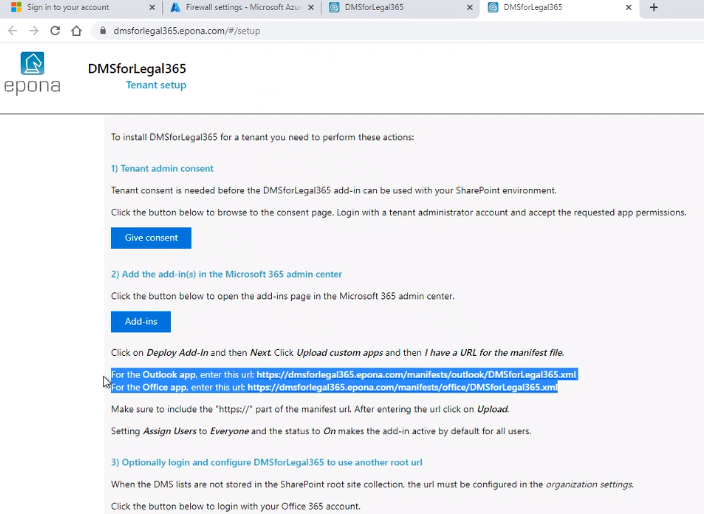 Sign in to your account
Firewall settings - Microsoft Azu
DMSforLegal365
DMSforLegal365
dmsforlegal365.epona.com/#/setup
epona
DMSforLegal365
Tenant setup
To install DMSforLegal365 for a tenant you need to perform these actions:
1) Tenant admin consent
Tenant consent is needed before the DMSforLegal365 add-in can be used with your SharePoint environment.
Click the button below to browse to the consent page. Login with a tenant administrator account and accept the requested app permissions.
Give consent
2) Add the add-in(s) in the Microsoft 365 admin center
Click the button below to open the add-ins page in the Microsoft 365 admin center.
Add-ins
Click on Deploy Add-In and then Next. Click Upload custom apps and then I have a URL for the manifest file.
For the Outlook app, enter this url: https://dmsforlegal365.epona.com/manifests/outlook/DMSforLegal365.xml
For the Office app, enter this url: https://dmsforlegal365.epona.com/manifests/office/DMSforLegal365.xml
Make sure to include the "https://" part of the manifest url. After entering the url click on Upload.
Setting Assign Users to Everyone and the status to On makes the add-in active by default for all users.
3) Optionally login and configure DMSforLegal365 to use another root url
When the DMS lists are not stored in the SharePoint root site collection, the url must be configured in the organization settings.
Click the button below to login with your Office 365 account.